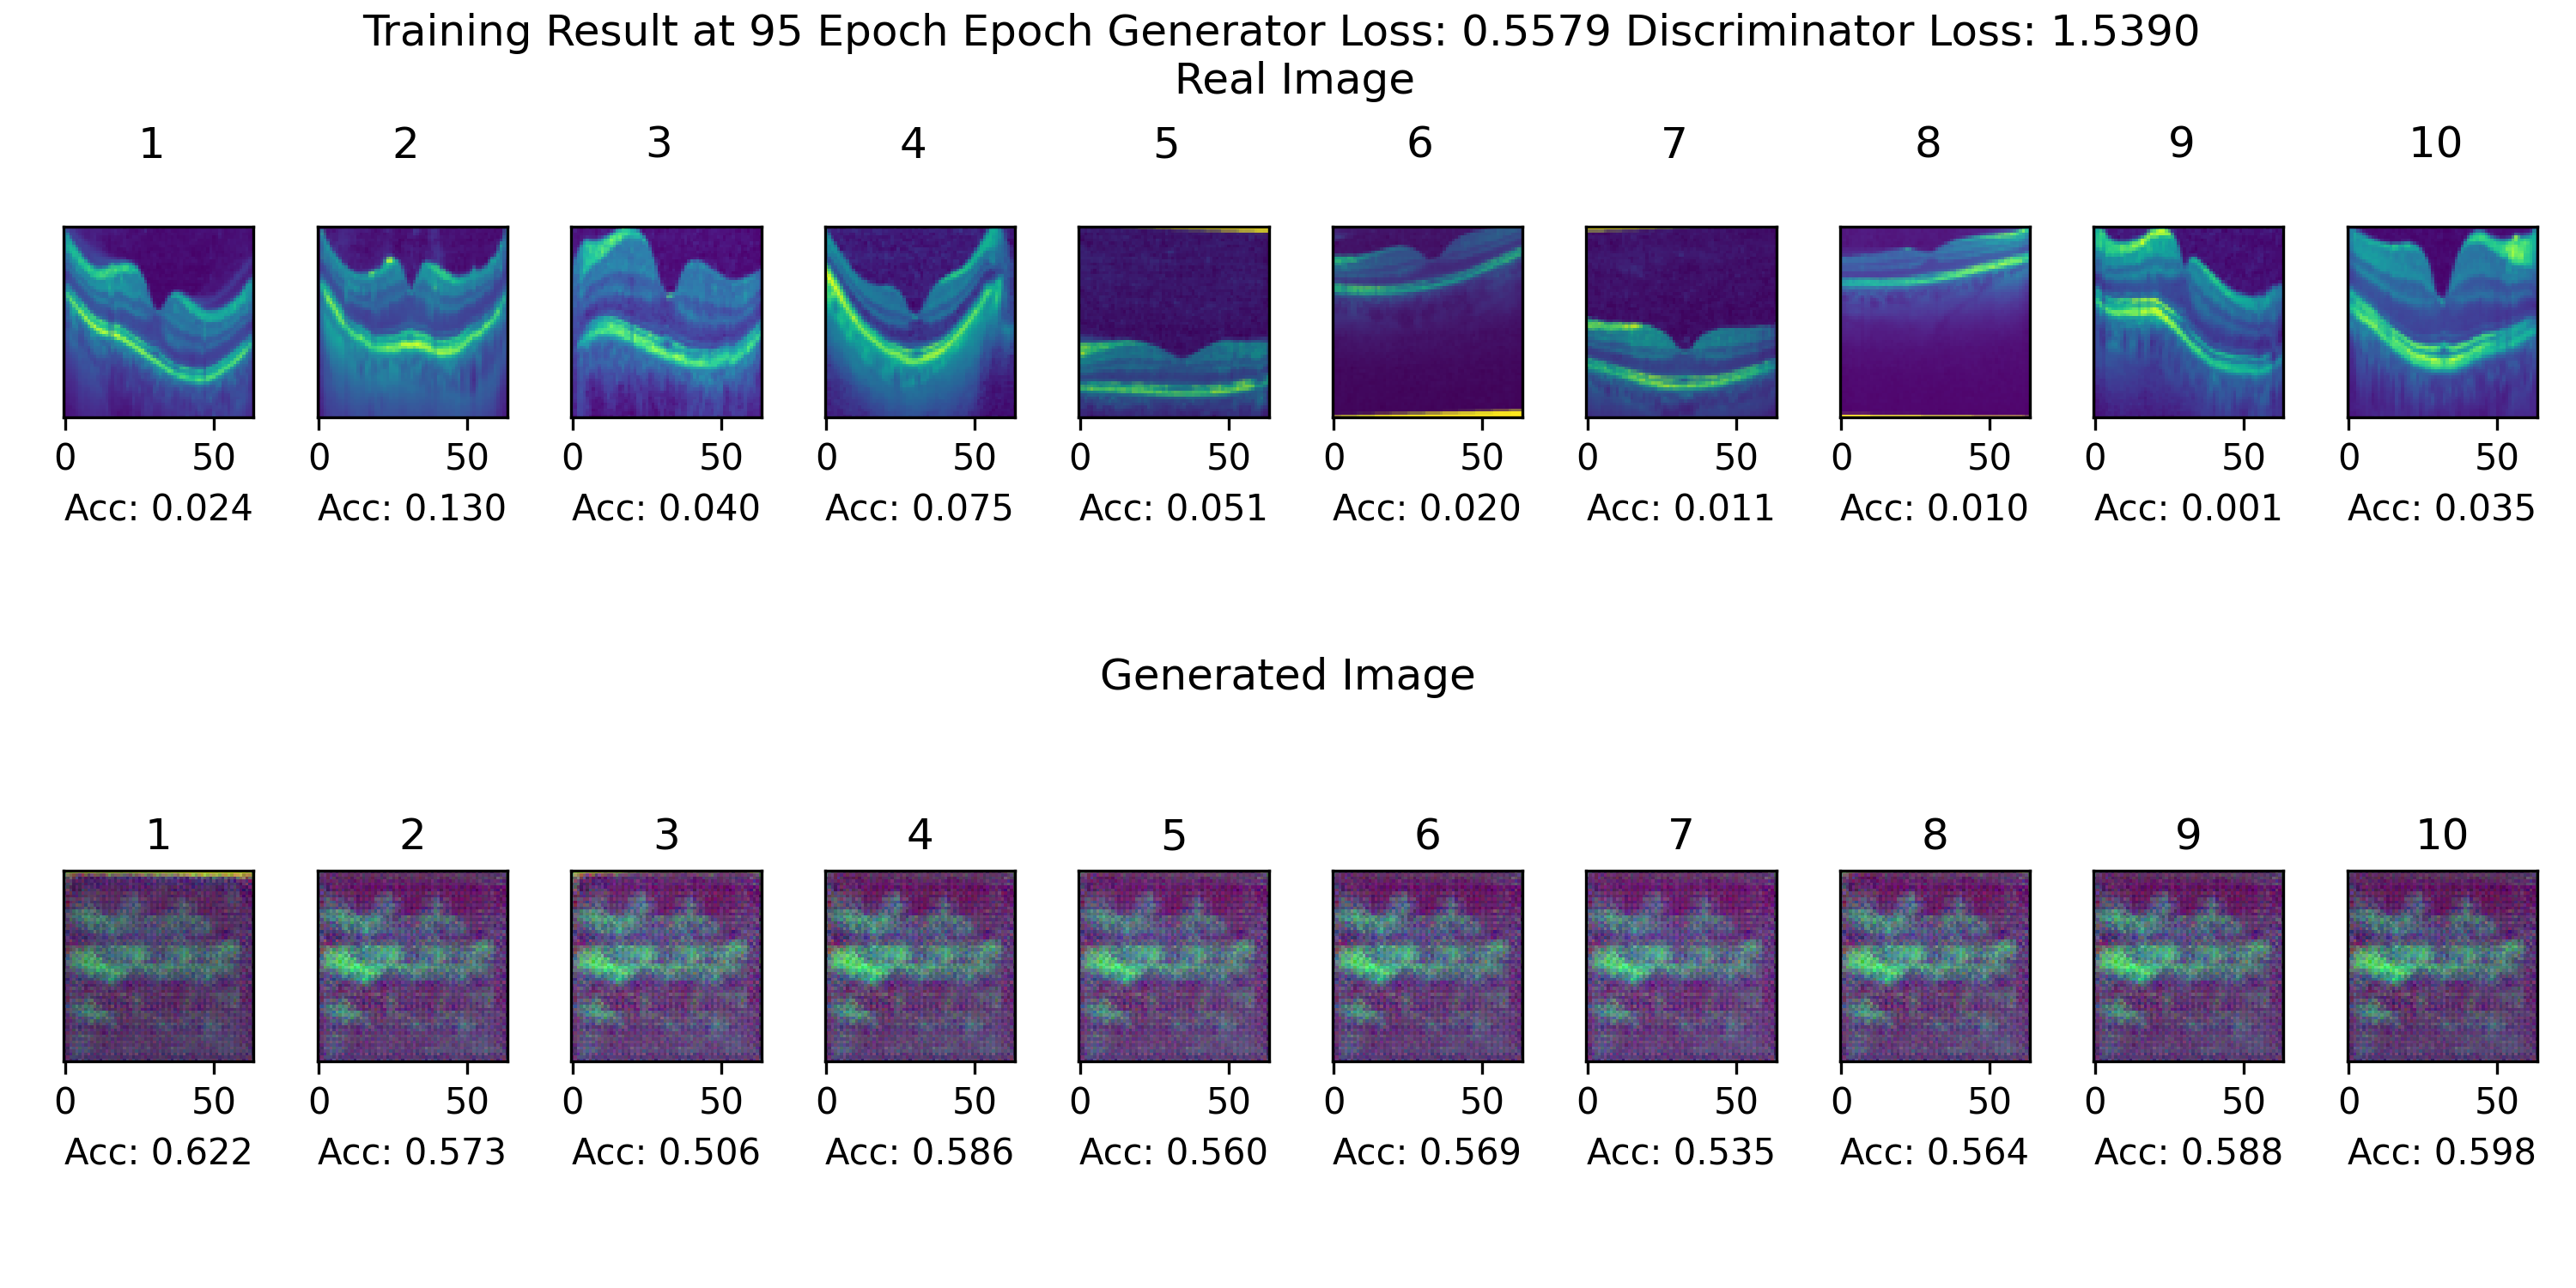 Training Result at 95 Epoch Epoch Generator Loss: 0.5579 Discriminator Loss: 1.5390
Real Image
1 2 3 4 5 6 7 8 9 10
0 50 0 50 0 50 0 50 0 50 0 50 0 50 0 50 0 50 0 50
Acc: 0.024 Acc: 0.130 Acc: 0.040 Acc: 0.075 Acc: 0.051 Acc: 0.020 Acc: 0.011 Acc: 0.010 Acc: 0.001 Acc: 0.035
Generated Image
1 2 3 4 5 6 7 8 9 10
0 50 0 50 0 50 0 50 0 50 0 50 0 50 0 50 0 50 0 50
Acc: 0.622 Acc: 0.573 Acc: 0.506 Acc: 0.586 Acc: 0.560 Acc: 0.569 Acc: 0.535 Acc: 0.564 Acc: 0.588 Acc: 0.598